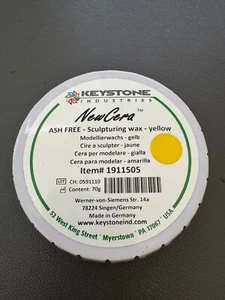 KEYSTONE
INDUSTRIES
NewCera™
ASH FREE - Sculpturing wax - yellow
Modellierwachs - gelb
Cire a sculpter - jaune
Cera per modelare - gialla
Cera para modelar - amarilla
Item# 1911505
LOT CH: 0591110
Content: 70g
Werner-von-Siemens Str. 14a
78224 Singen/Germany
Made in Germany
www.keystoneind.com
52 West King Street * Myerstown * PA 17067 * USA